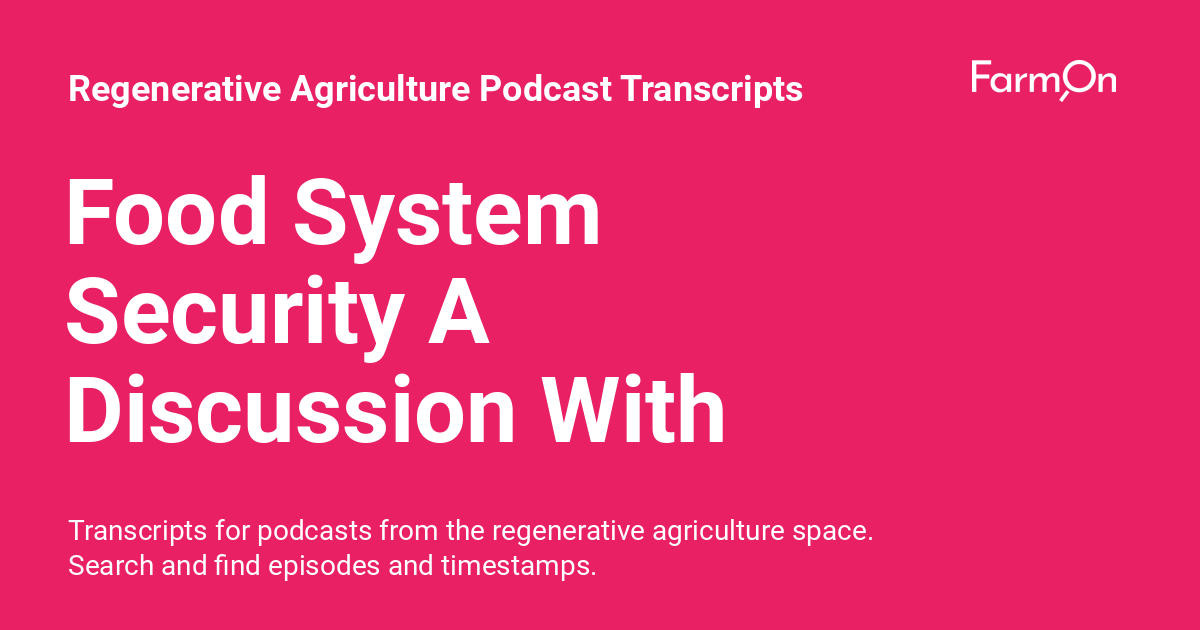 Regenerative Agriculture Podcast Transcripts
FarmOn
Food System
Security A
Discussion With
Transcripts for podcasts from the regenerative agriculture space.
Search and find episodes and timestamps.